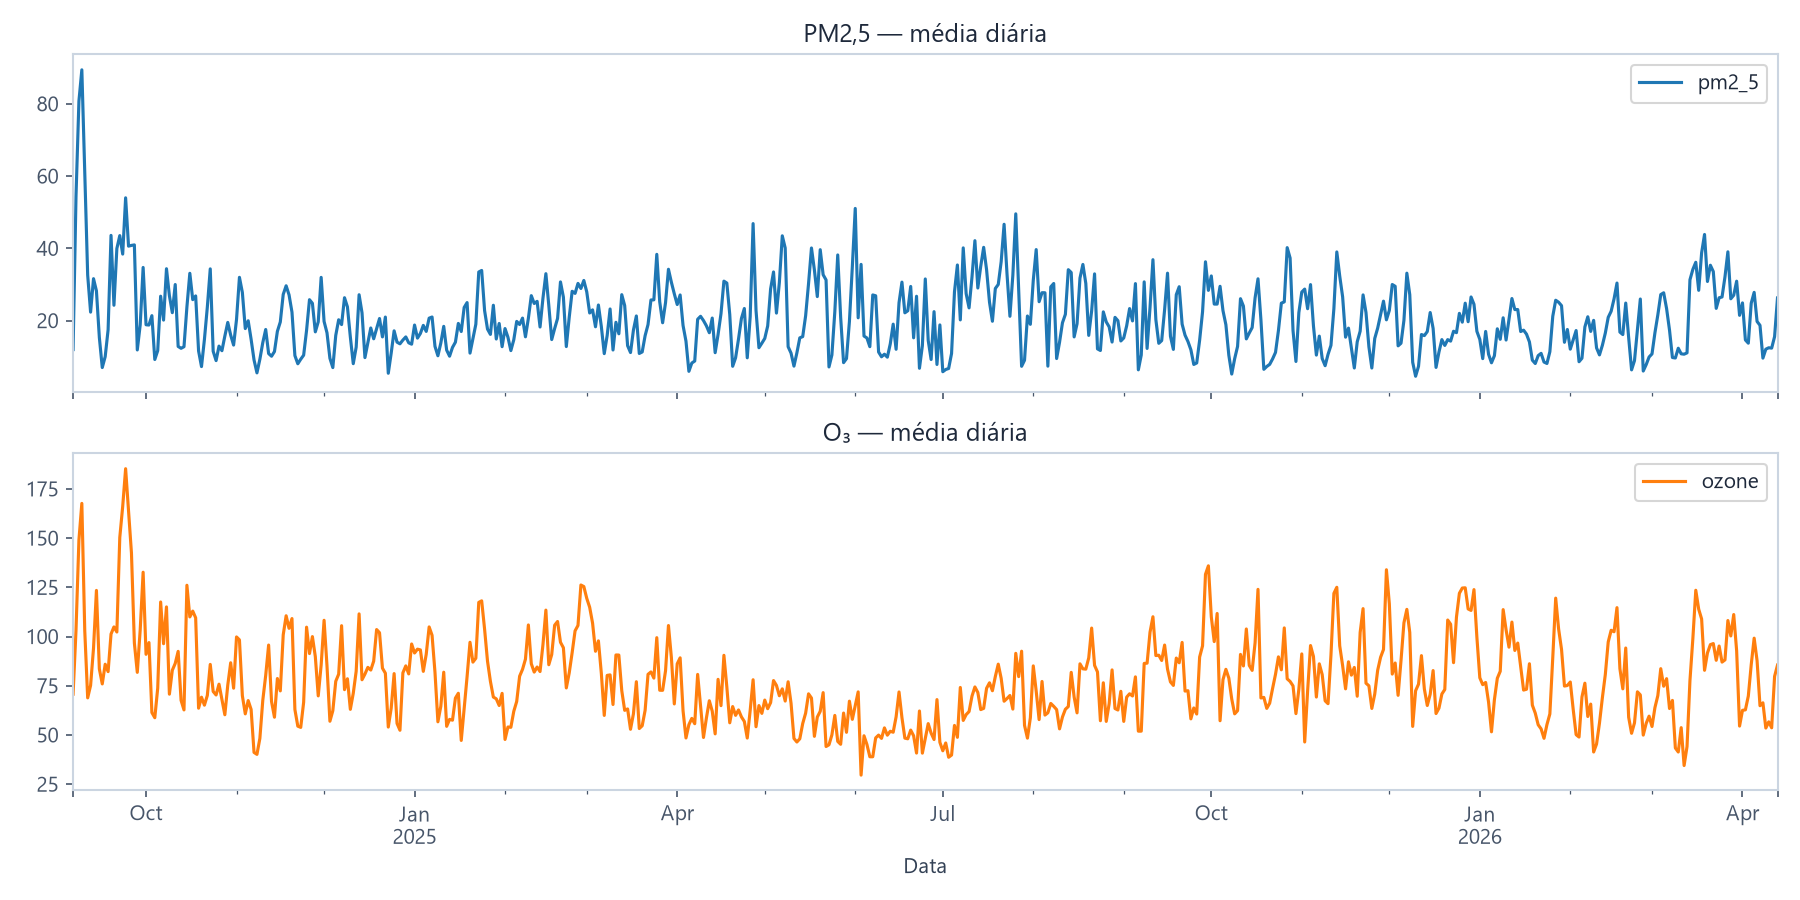 PM2,5 — média diária
pm2_5
80
60
40
20
O₃ — média diária
ozone
175
150
125
100
75
50
25
Oct
Jan
2025
Apr
Jul
Oct
Jan
2026
Apr
Data